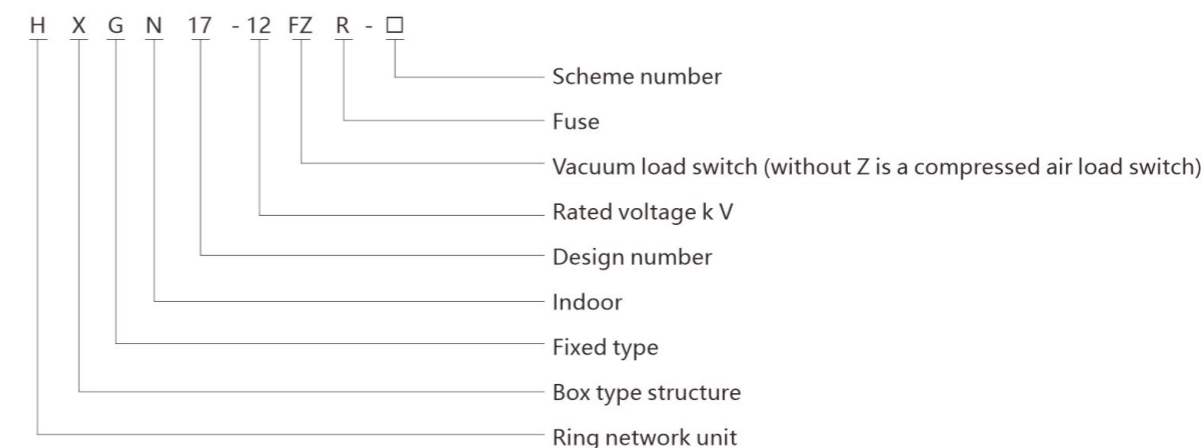 H X G N 17 - 12 FZ R - □
Scheme number
Fuse
Vacuum load switch (without Z is a compressed air load switch)
Rated voltage k V
Design number
Indoor
Fixed type
Box type structure
Ring network unit